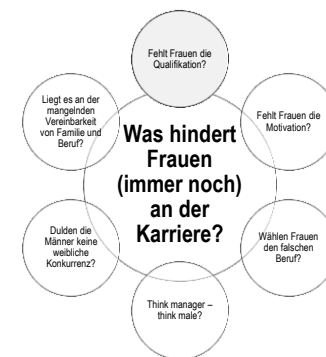 Fehlt Frauen die
Qualifikation?
Fehlt Frauen die
Motivation?
Wählen Frauen
den falschen
Beruf?
Think manager –
think male?
Dulden die
Männer keine
weibliche
Konkurrenz?
Liegt es an der
mangelnden
Vereinbarkeit
von Familie und
Beruf?
Was hindert
Frauen
(immer noch)
an der
Karriere?